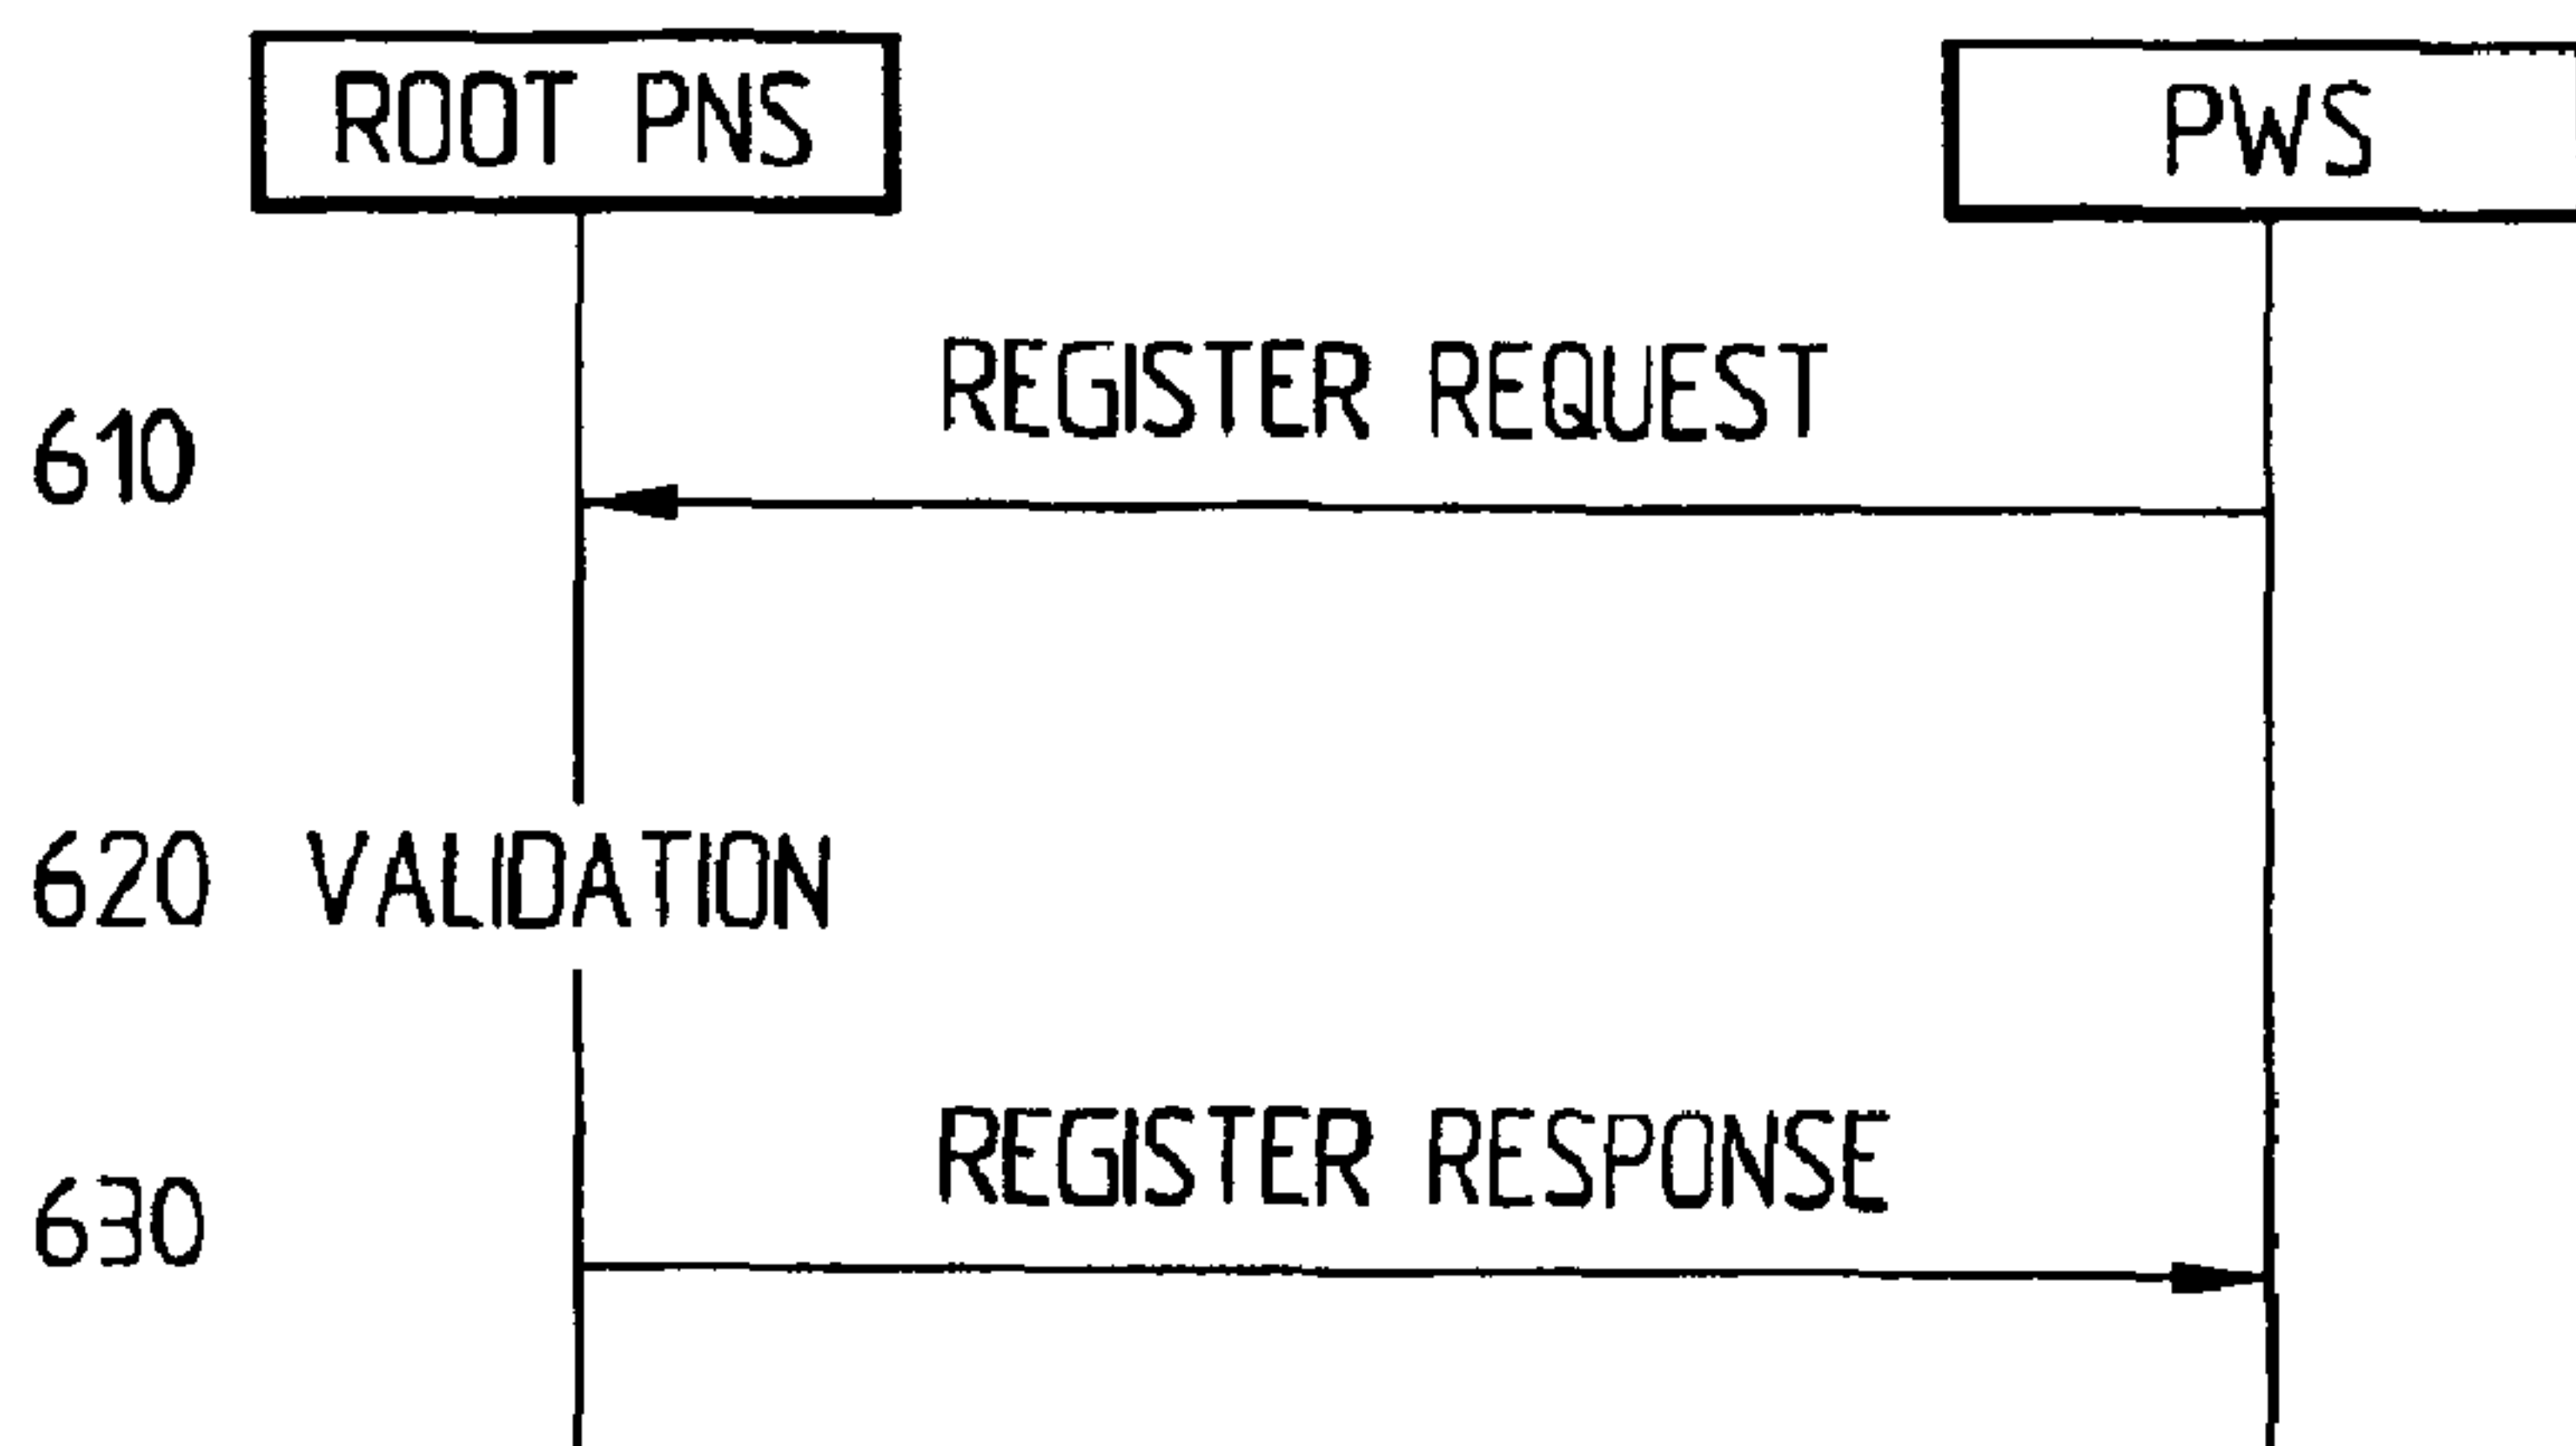 ROOT PNS
PWS
REGISTER REQUEST
610
620 VALIDATION
REGISTER RESPONSE
630